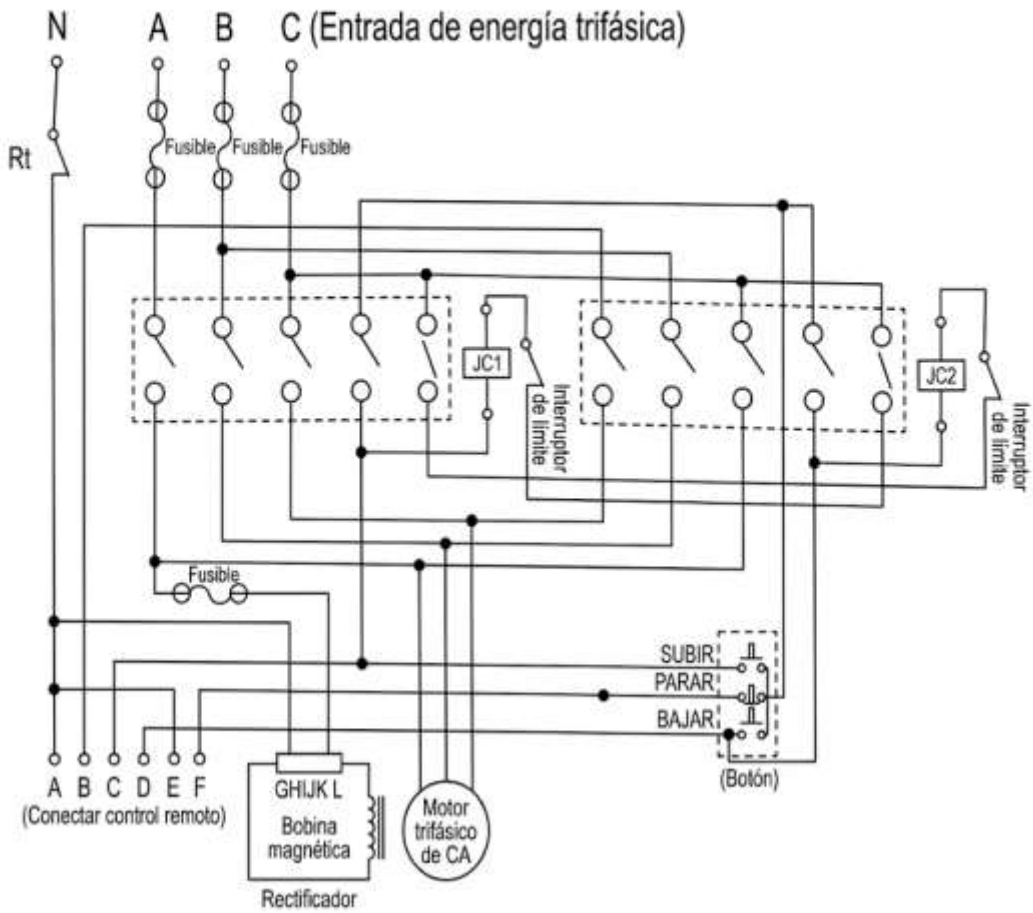 N A B C (Entrada de energía trifásica)
Rt
Fusible Fusible Fusible
JC1
Interruptor
de límite
JC2
Interruptor
de límite
Fusible
SUBIR
PARAR
BAJAR
(Botón)
A B C D E F
(Conectar control remoto)
GHIJK L
Bobina
magnética
Rectificador
Motor
trifásico
de CA